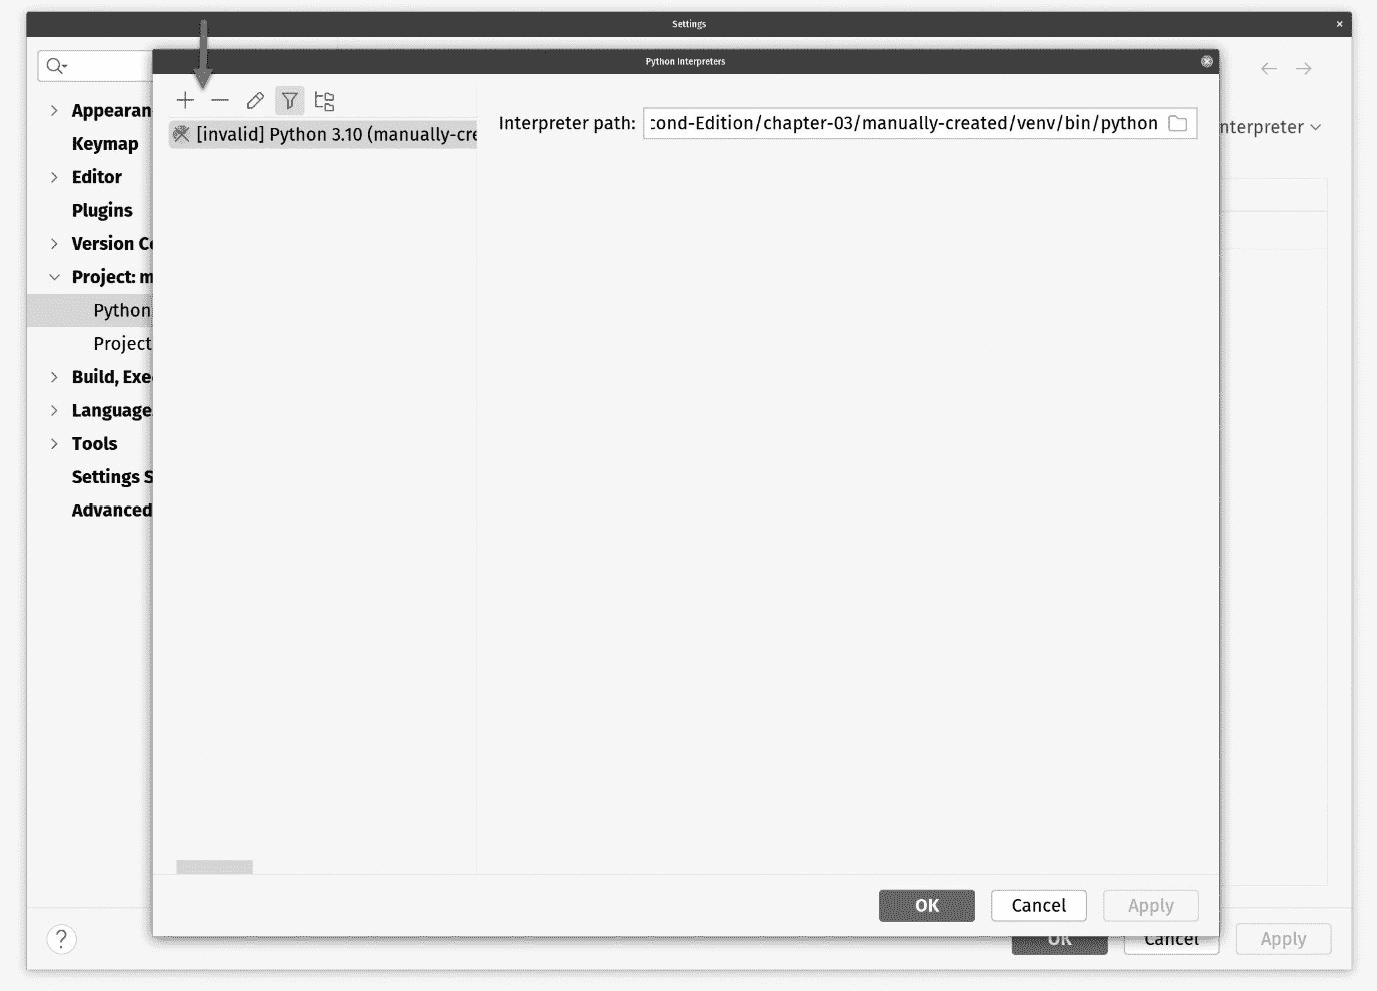 Settings
Python Interpreters
Appearan
Keymap
Editor
Plugins
Version Co
Project: m
Python
Project
Build, Exe
Language
Tools
Settings S
Advanced
[invalid] Python 3.10 (manually-cre
Interpreter path: :ond-Edition/chapter-03/manually-created/venv/bin/python
nterpreter
OK
Cancel
Apply
?
OK
Cancel
Apply